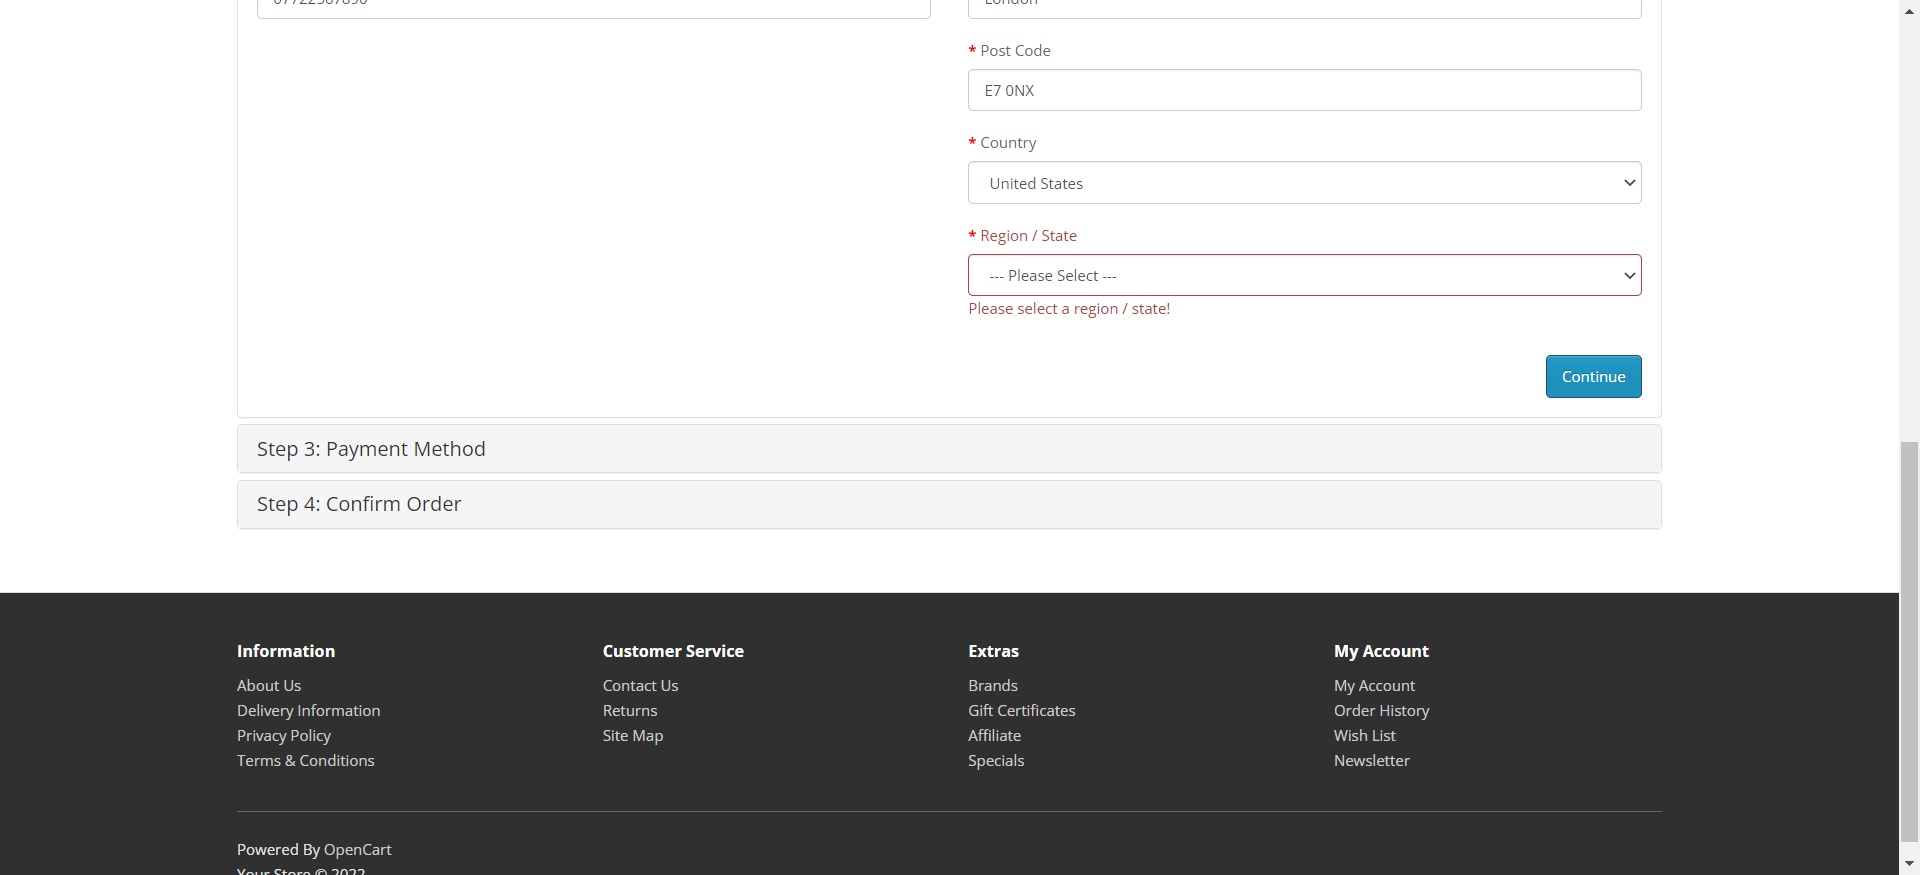 * Post Code
E7 0NX
* Country
United States
* Region / State
--- Please Select ---
Please select a region / state!
Continue
Step 3: Payment Method
Step 4: Confirm Order
Information
About Us
Delivery Information
Privacy Policy
Terms & Conditions
Customer Service
Contact Us
Returns
Site Map
Extras
Brands
Gift Certificates
Affiliate
Specials
My Account
My Account
Order History
Wish List
Newsletter
Powered By OpenCart
Your Store © 2022